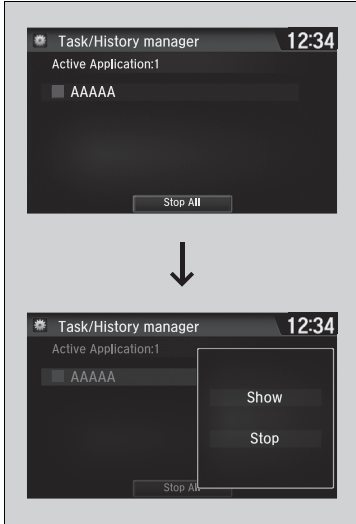 Task/History manager 12:34
Active Application:1
AAAAA
Stop All
Task/History manager 12:34
Active Application:1
AAAAA
Show
Stop
Stop All